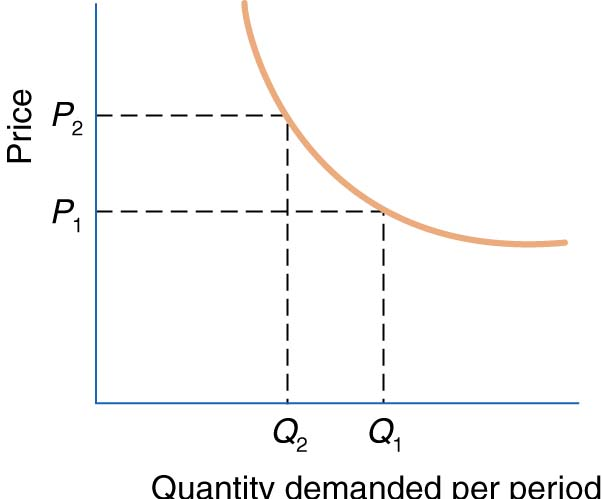 Price
P₂
P₁
Q₂ Q₁
Quantity demanded per period